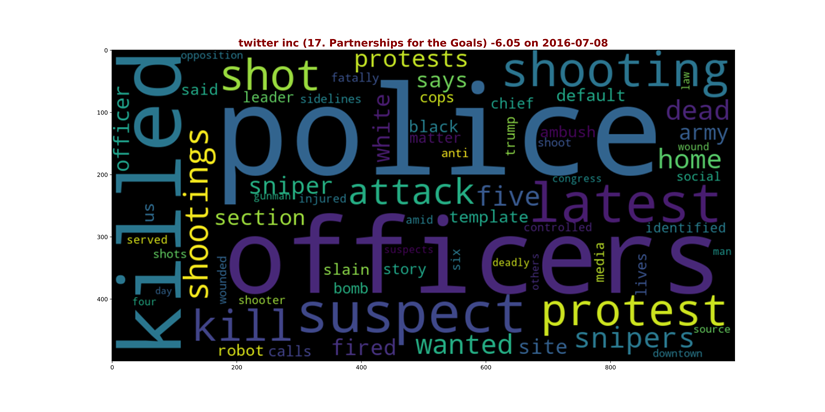 twitter inc (17. Partnerships for the Goals) -6.05 on 2016-07-08
0
100
200
300
400
0
200
400
600
800
opposition
protests
shooting
shot
fatally
says
law
said
leader
sidelines
cops
chief
default
dead
officer
killed
police
white
black
matter
anti
trump
ambush
shoot
army
wound
home
shootings
sniper
gunman
injured
attack
five
congress
social
latest
us
section
amid
template
controlled
identified
served
shots
officers
suspects
six
deadly
others
media
lives
man
day
four
wounded
slain
story
bomb
shooter
suspect
protest
kill
robot
calls
fired
wanted
site
snipers
source
downtown